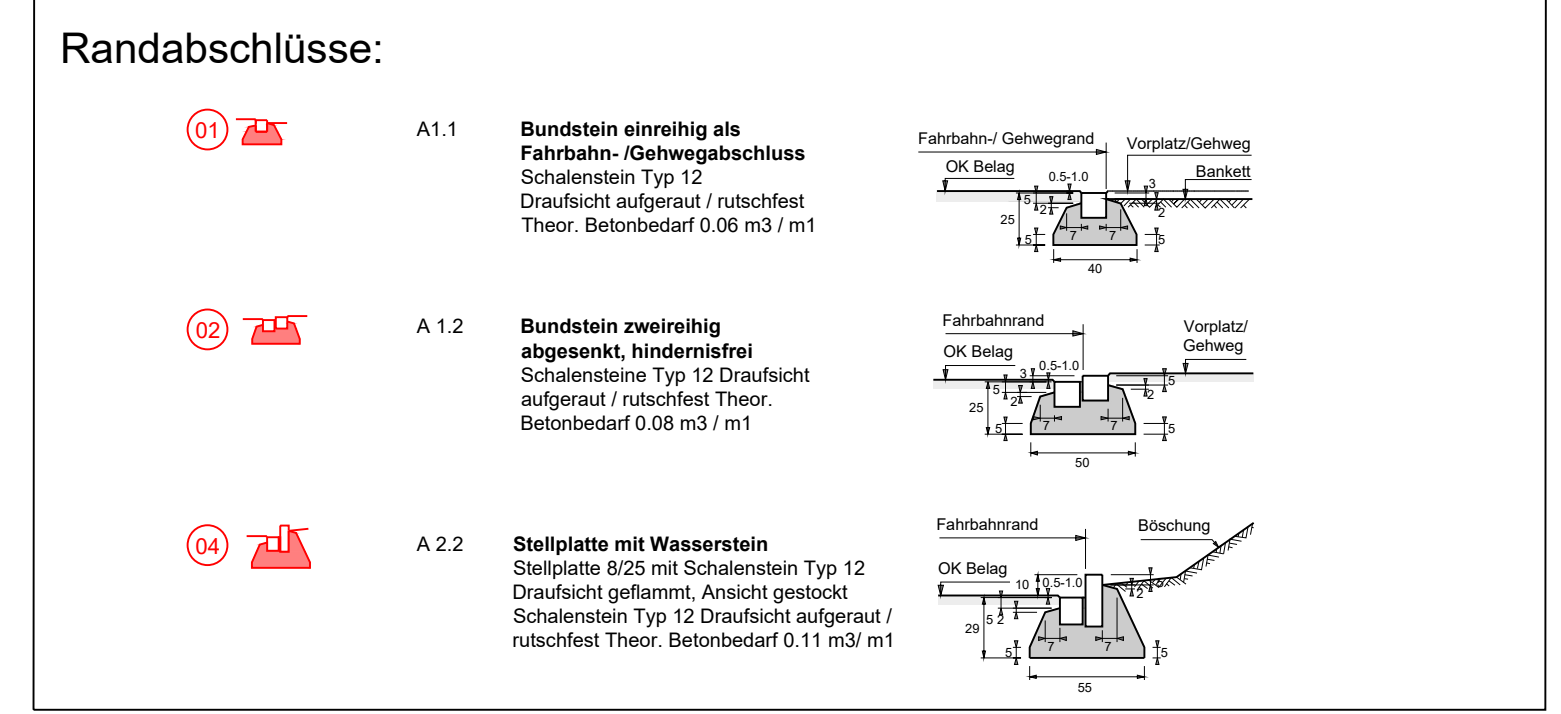 Randabschlüsse:
01
A1.1
Bundstein einreihig als
Fahrbahn- /Gehwegabschluss
Schalenstein Typ 12
Draufsicht aufgeraut / rutschfest
Theor. Betonbedarf 0.06 m3 / m1
Fahrbahn-/ Gehwegrand
Vorplatz/Gehweg
OK Belag
0.5-1.0
3
Bankett
5
2
2
25
5
7
7
5
40
02
A 1.2
Bundstein zweireihig
abgesenkt, hindernisfrei
Schalensteine Typ 12 Draufsicht
aufgeraut / rutschfest Theor.
Betonbedarf 0.08 m3 / m1
Fahrbahnrand
Vorplatz/
Gehweg
OK Belag
3
0.5-1.0
5
5
2
2
25
5
7
7
5
50
04
A 2.2
Stellplatte mit Wasserstein
Stellplatte 8/25 mit Schalenstein Typ 12
Draufsicht geflammt, Ansicht gestockt
Schalenstein Typ 12 Draufsicht aufgeraut /
rutschfest Theor. Betonbedarf 0.11 m3/ m1
Fahrbahnrand
Böschung
OK Belag
10
0.5-1.0
2
5 2
29
5
7
7
5
55